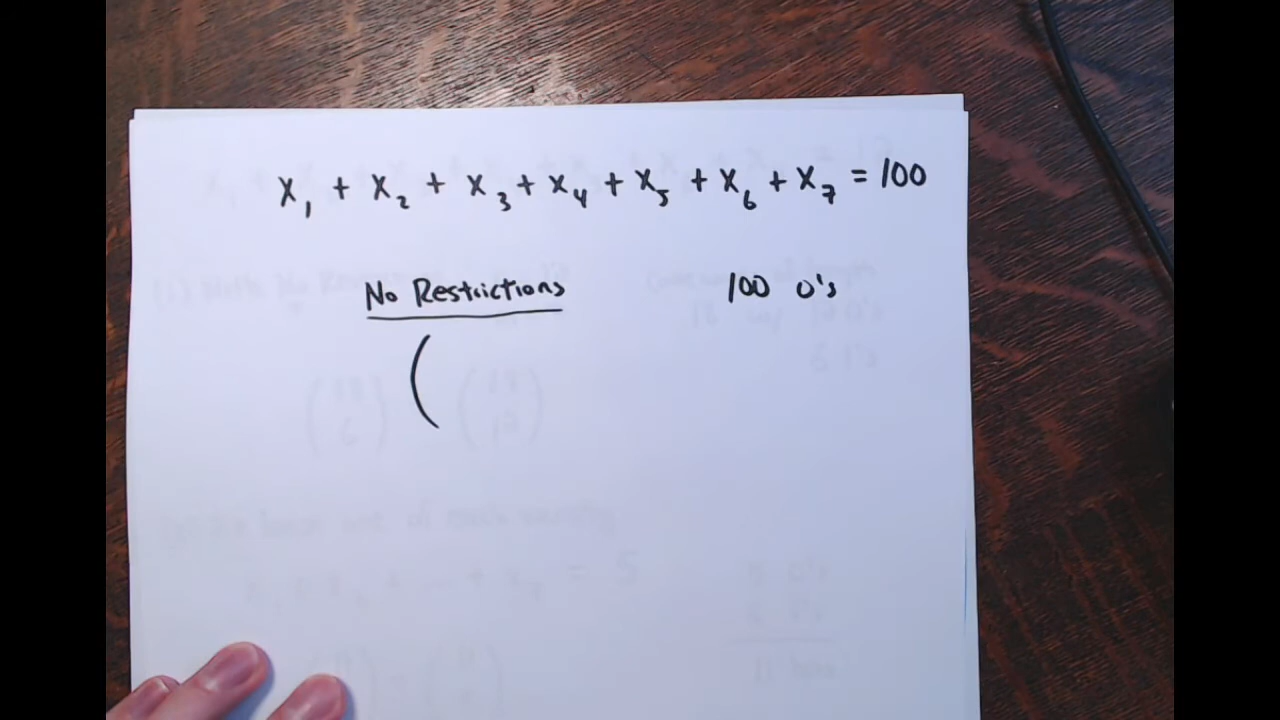 x₁ + x₂ + x₃ + x₄ + x₅ + x₆ + x₇ = 100
No Restrictions 100 0's
(